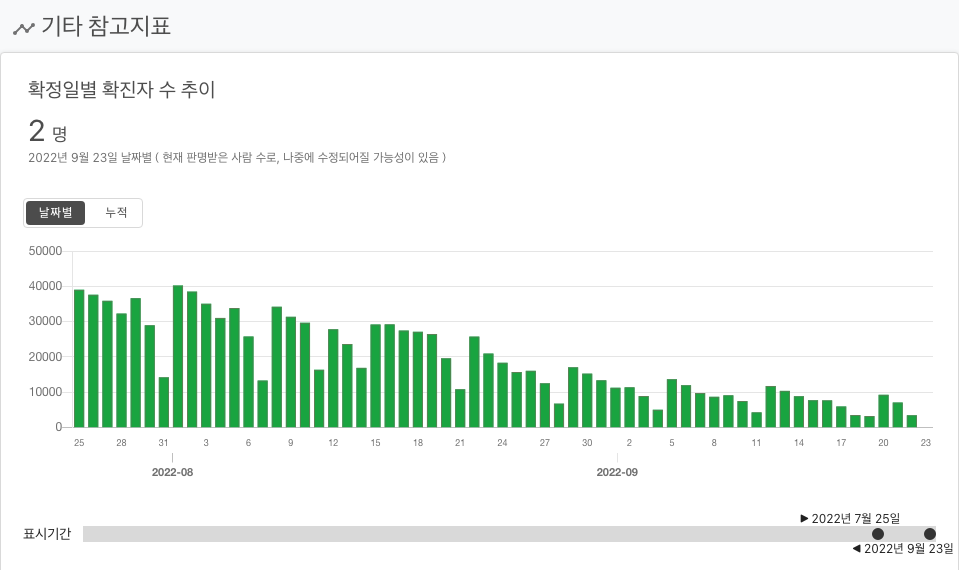 기타 참고지표
확정일별 확진자 수 추이
2 명
2022년 9월 23일 날짜별 ( 현재 판명받은 사람 수로, 나중에 수정되어질 가능성이 있음 )
날짜별 누적
50000
40000
30000
20000
10000
0
25 28 31 3 6 9 12 15 18 21 24 27 30 2 5 8 11 14 17 20 23
2022-08 2022-09
▶ 2022년 7월 25일
표시기간
◀ 2022년 9월 23일